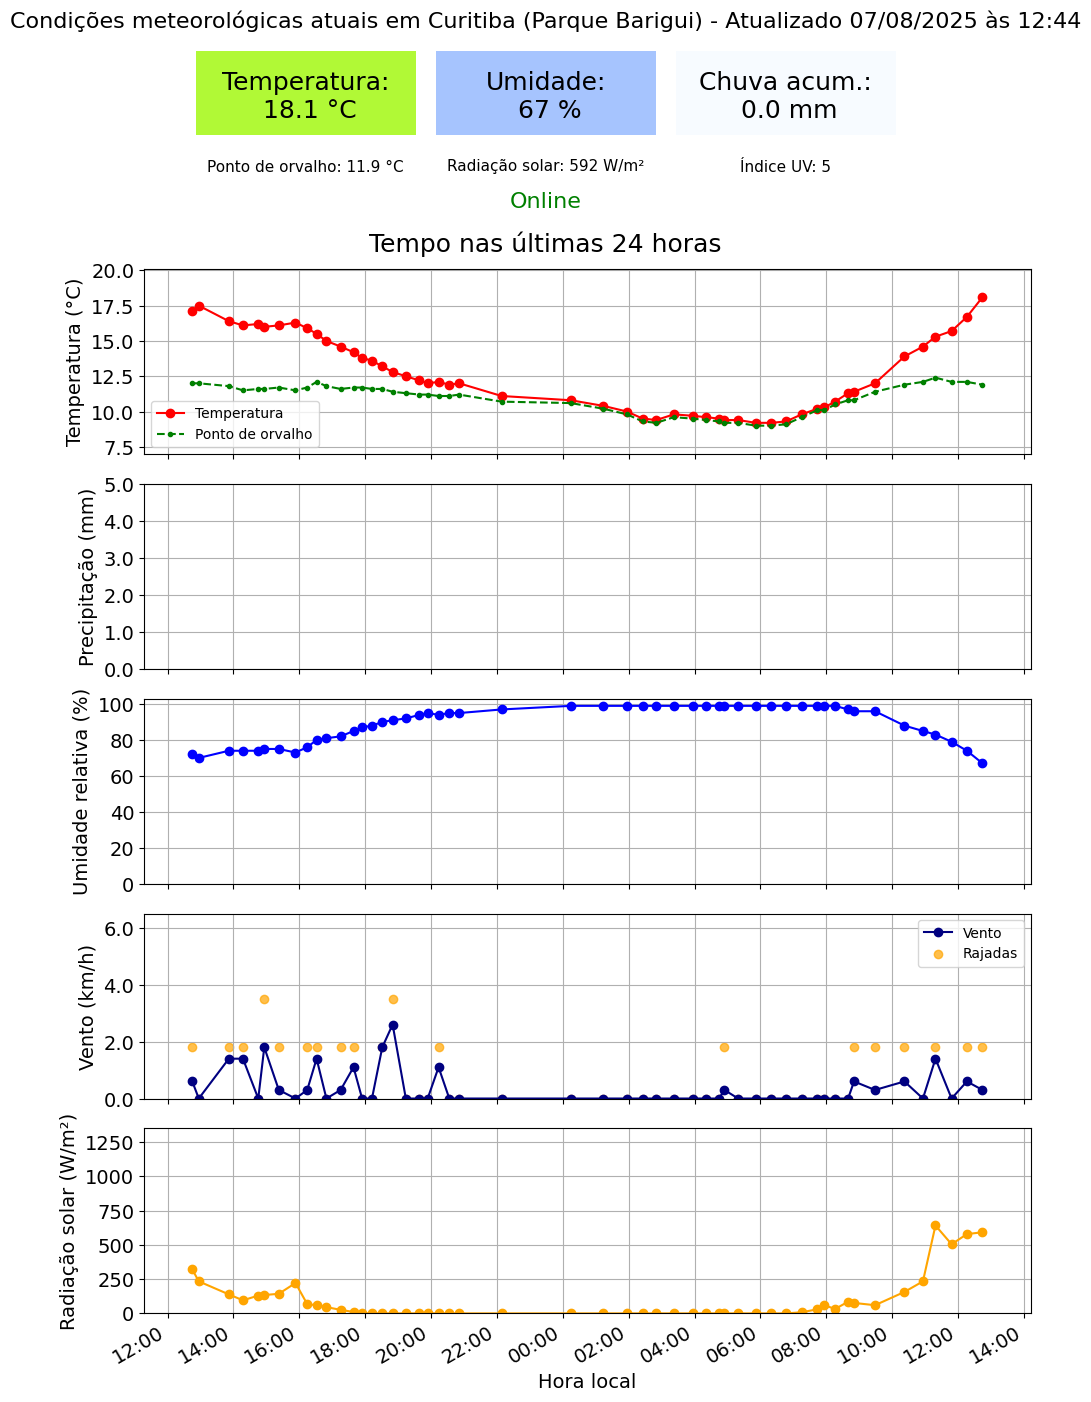 Condições meteorológicas atuais em Curitiba (Parque Barigui) - Atualizado 07/08/2025 às 12:44
Temperatura:
18.1 °C
Umidade:
67 %
Chuva acum.:
0.0 mm
Ponto de orvalho: 11.9 °C
Radiação solar: 592 W/m²
Índice UV: 5
Online
Tempo nas últimas 24 horas
Temperatura (°C)
20.0
17.5
15.0
12.5
10.0
7.5
Temperatura
Ponto de orvalho
Precipitação (mm)
5.0
4.0
3.0
2.0
1.0
0.0
Umidade relativa (%)
100
80
60
40
20
0
Vento (km/h)
6.0
4.0
2.0
0.0
Vento
Rajadas
Radiação solar (W/m²)
1250
1000
750
500
250
0
12:00
14:00
16:00
18:00
20:00
22:00
00:00
02:00
04:00
06:00
08:00
10:00
12:00
14:00
Hora local